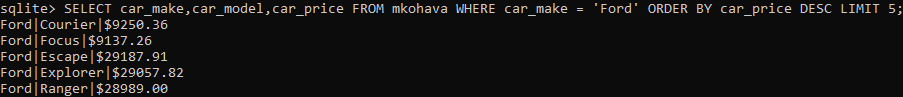 sqlite> SELECT car_make,car_model,car_price FROM mkohava WHERE car_make = 'Ford' ORDER BY car_price DESC LIMIT 5;
Ford|Courier|$9250.36
Ford|Focus|$9137.26
Ford|Escape|$29187.91
Ford|Explorer|$29057.82
Ford|Ranger|$28989.00